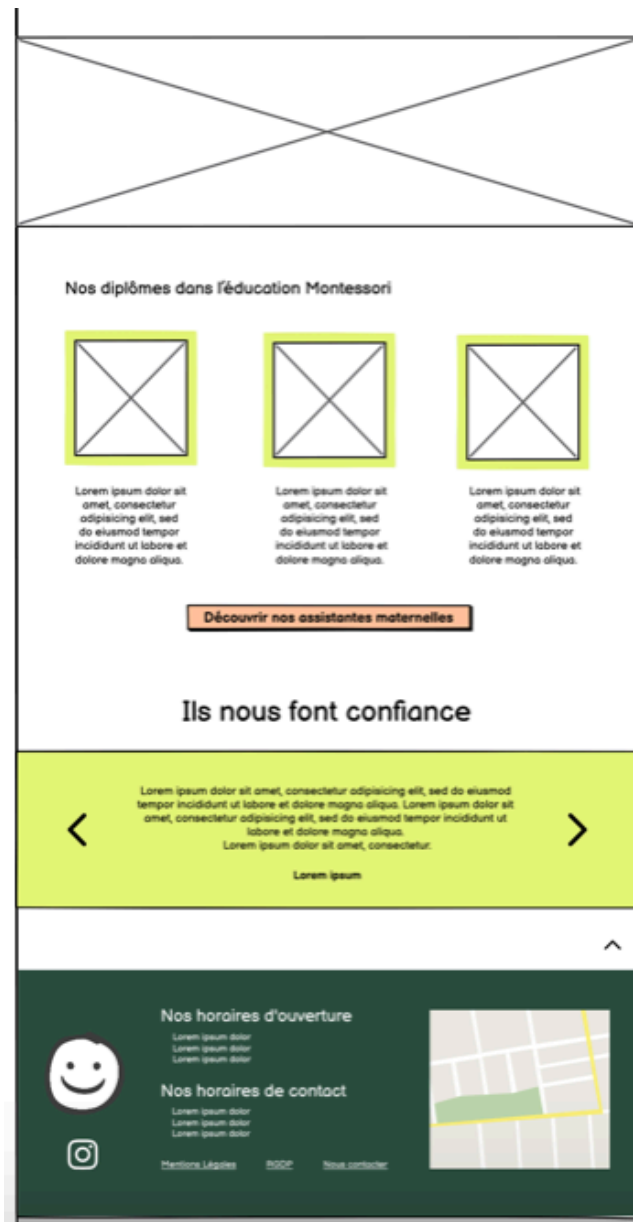 Nos diplômes dans l'éducation Montessori
Lorem ipsum dolor sit
amet, consectetur
adipisicing elit, sed
do eiusmod tempor
incididunt ut labore et
dolore magna aliqua.
Lorem ipsum dolor sit
amet, consectetur
adipisicing elit, sed
do eiusmod tempor
incididunt ut labore et
dolore magna aliqua.
Lorem ipsum dolor sit
amet, consectetur
adipisicing elit, sed
do eiusmod tempor
incididunt ut labore et
dolore magna aliqua.
Découvrir nos assistantes maternelles
Ils nous font confiance
Lorem ipsum dolor sit amet, consectetur adipisicing elit, sed do eiusmod
tempor incididunt ut labore et dolore magna aliqua. Lorem ipsum dolor sit
amet, consectetur adipisicing elit, sed do eiusmod tempor incididunt ut
labore et dolore magna aliqua.
Lorem ipsum dolor sit amet, consectetur.
Lorem ipsum
Nos horaires d'ouverture
Lorem ipsum dolor
Lorem ipsum dolor
Lorem ipsum dolor
Nos horaires de contact
Lorem ipsum dolor
Lorem ipsum dolor
Lorem ipsum dolor
Mentions Légales RGDP Nous contacter